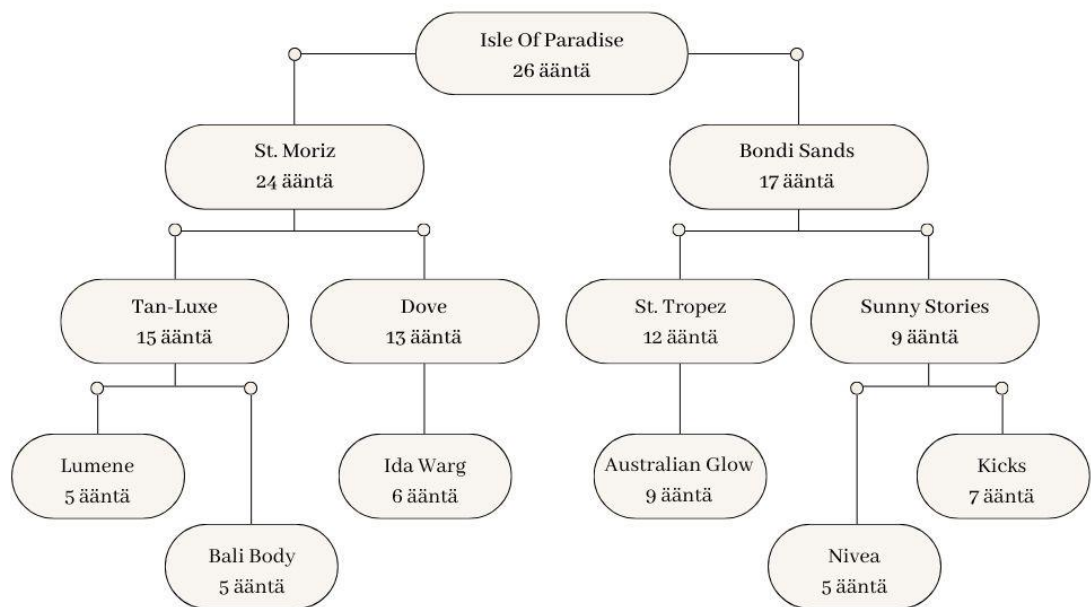 Isle Of Paradise
26 ääntä
St. Moriz
24 ääntä
Bondi Sands
17 ääntä
Tan-Luxe
15 ääntä
Dove
13 ääntä
St. Tropez
12 ääntä
Sunny Stories
9 ääntä
Lumene
5 ääntä
Ida Warg
6 ääntä
Australian Glow
9 ääntä
Kicks
7 ääntä
Bali Body
5 ääntä
Nivea
5 ääntä